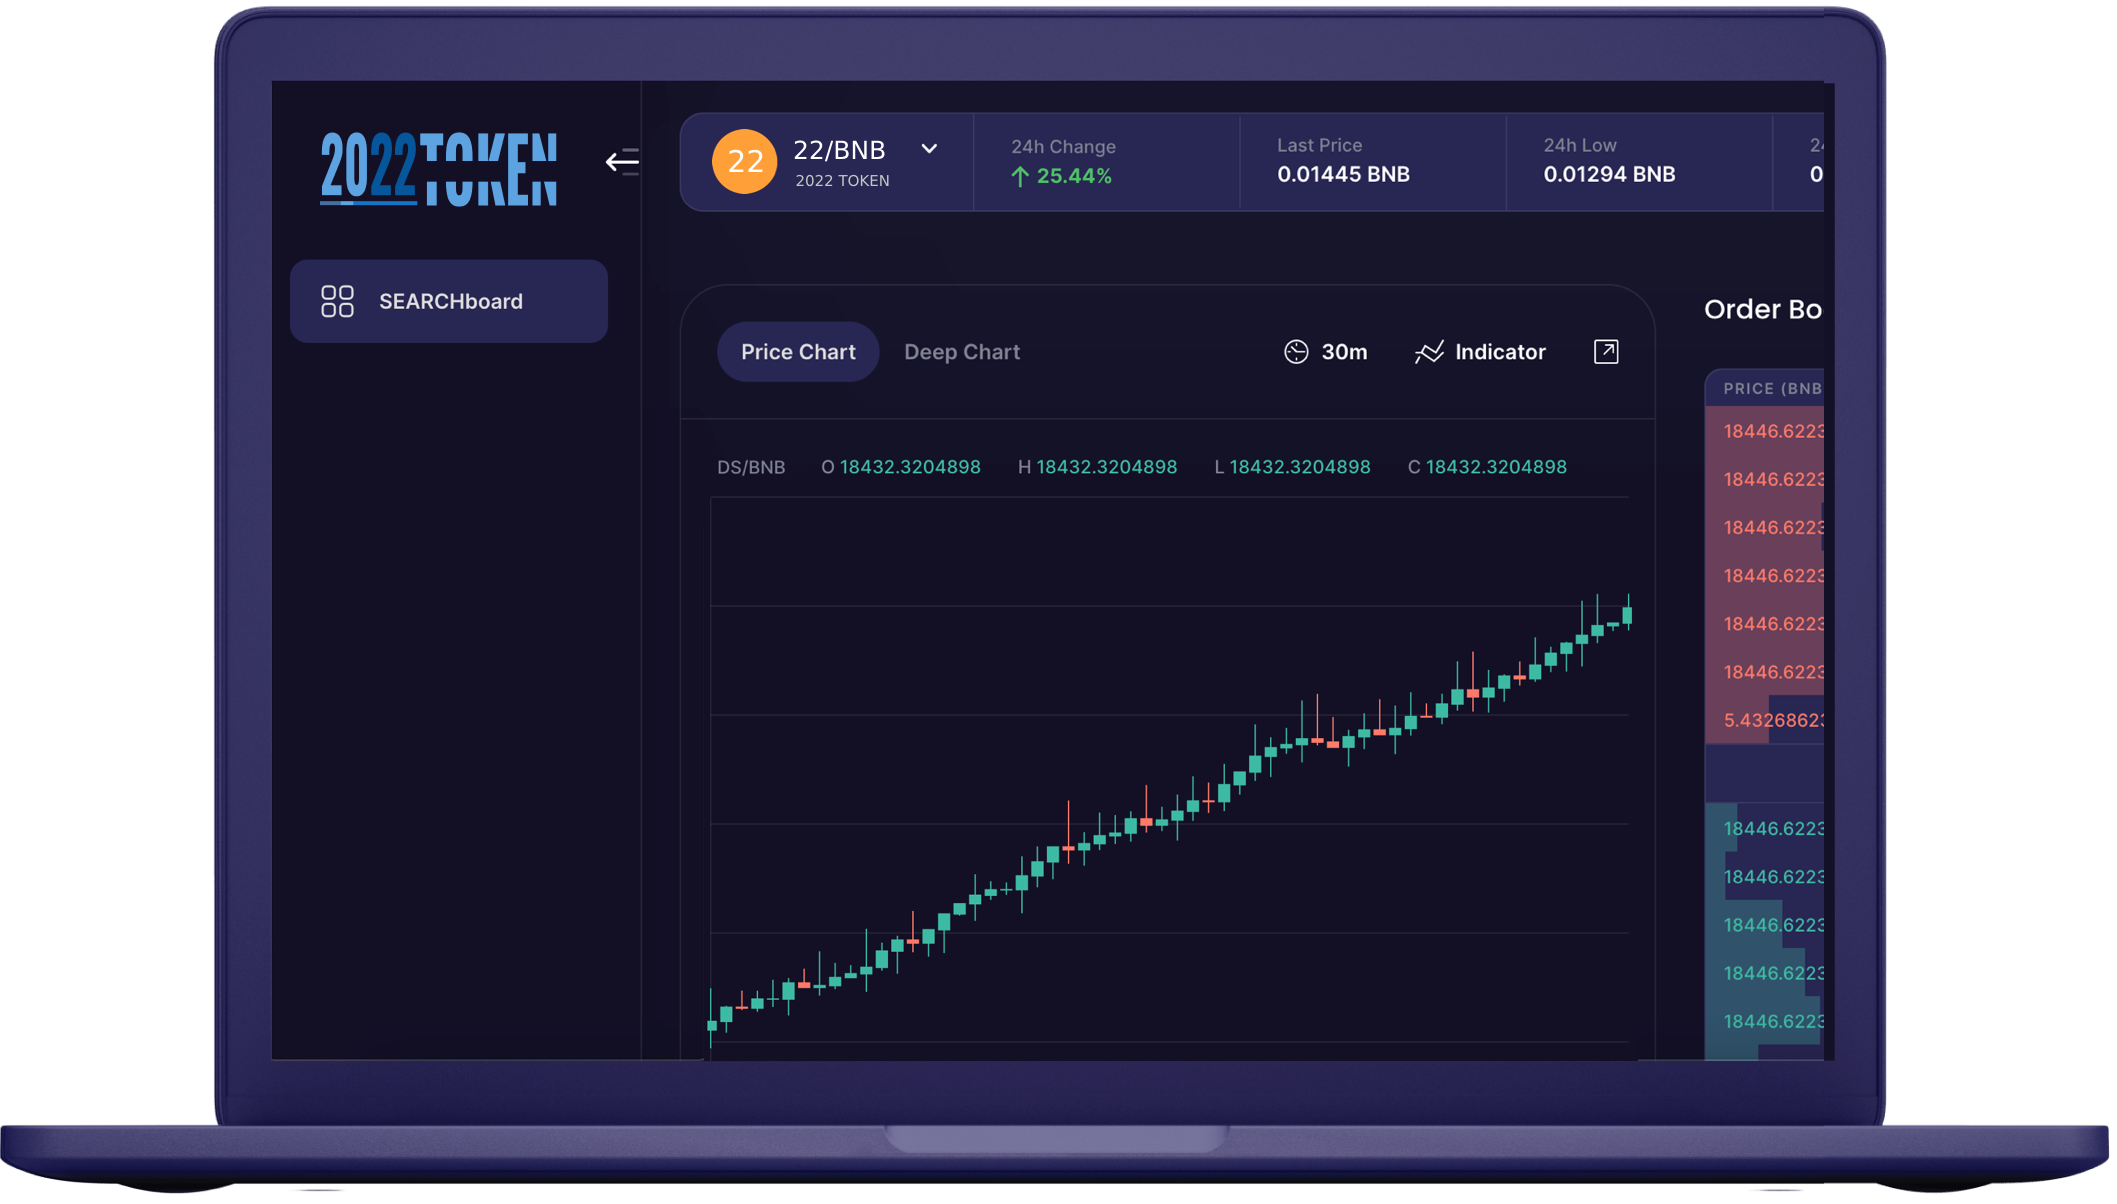 2022TOKEN
SEARCHboard
22
22/BNB
2022 TOKEN
24h Change
25.44%
Last Price
0.01445 BNB
24h Low
0.01294 BNB
24
0
Price Chart
Deep Chart
30m
Indicator
DS/BNB O 18432.3204898 H 18432.3204898 L 18432.3204898 C 18432.3204898
Order Bo
PRICE (BNB
18446.6223
18446.6223
18446.6223
18446.6223
18446.6223
18446.6223
5.43268623
18446.6223
18446.6223
18446.6223
18446.6223
18446.6223